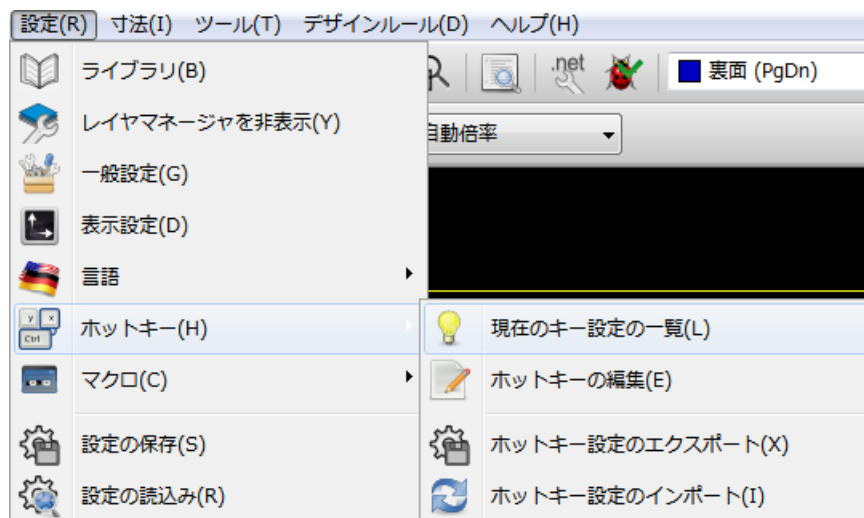 設定(R) 寸法(I) ツール(T) デザインルール(D) ヘルプ(H)
ライブラリ(B)
.net
裏面 (PgDn)
レイヤマネージャを非表示(Y)
自動倍率
一般設定(G)
表示設定(D)
言語
y x
Ctrl
ホットキー(H)
現在のキー設定の一覧(L)
マクロ(C)
ホットキーの編集(E)
設定の保存(S)
ホットキー設定のエクスポート(X)
設定の読込み(R)
ホットキー設定のインポート(I)